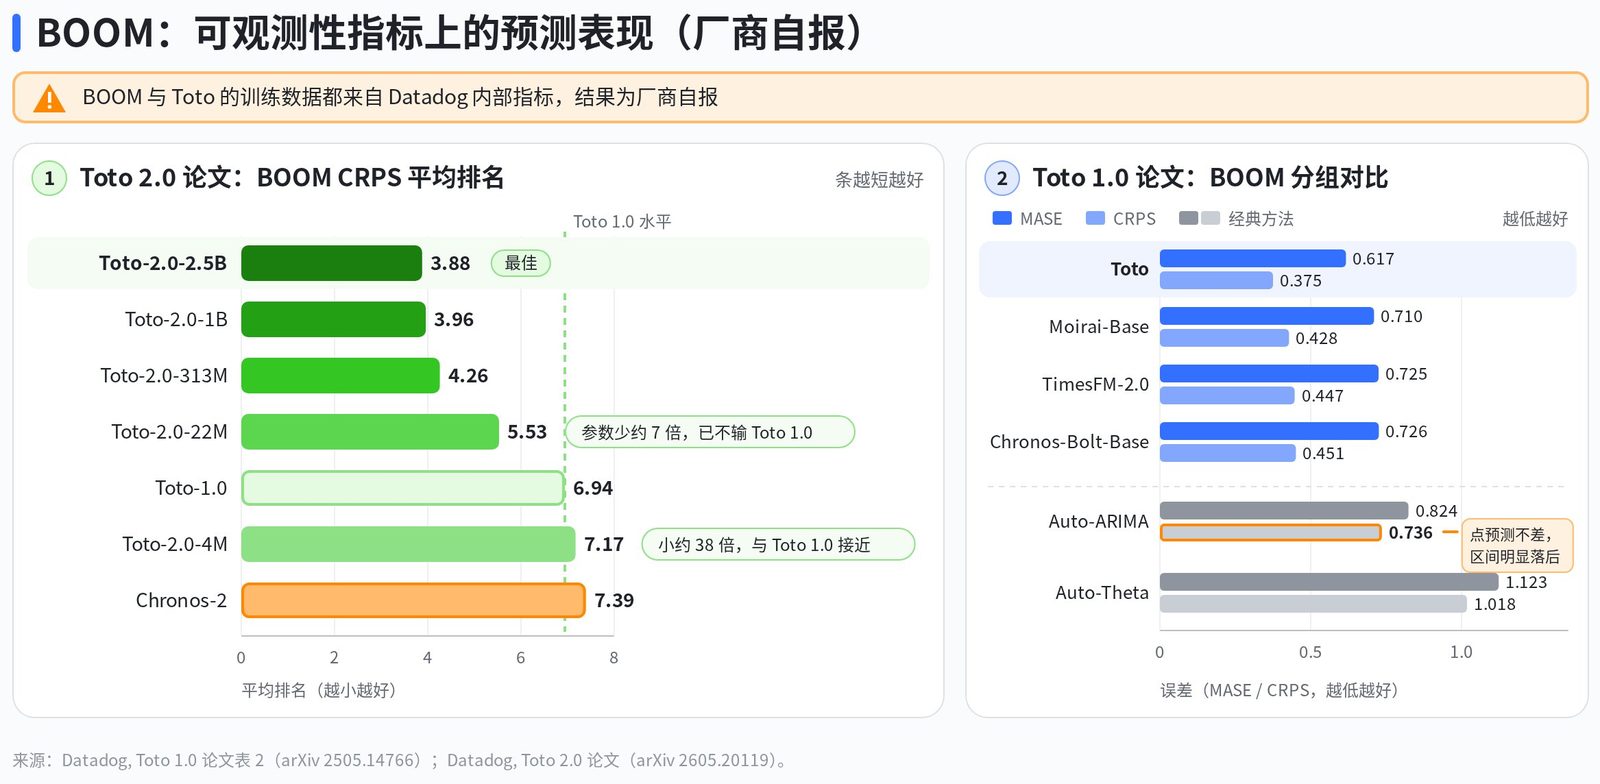 BOOM：可观测性指标上的预测表现（厂商自报）
BOOM 与 Toto 的训练数据都来自 Datadog 内部指标，结果为厂商自报
1 Toto 2.0 论文：BOOM CRPS 平均排名
条越短越好
Toto 1.0 水平
Toto-2.0-2.5B 3.88 最佳
Toto-2.0-1B 3.96
Toto-2.0-313M 4.26
Toto-2.0-22M 5.53 参数少约 7 倍，已不输 Toto 1.0
Toto-1.0 6.94
Toto-2.0-4M 7.17 小约 38 倍，与 Toto 1.0 接近
Chronos-2 7.39
0 2 4 6 8
平均排名（越小越好）
2 Toto 1.0 论文：BOOM 分组对比
MASE CRPS 经典方法 越低越好
Toto 0.617
0.375
Moirai-Base 0.710
0.428
TimesFM-2.0 0.725
0.447
Chronos-Bolt-Base 0.726
0.451
Auto-ARIMA 0.824
0.736
点预测不差，
区间明显落后
Auto-Theta 1.123
1.018
0 0.5 1.0
误差（MASE / CRPS，越低越好）
来源：Datadog, Toto 1.0 论文表 2（arXiv 2505.14766）；Datadog, Toto 2.0 论文（arXiv 2605.20119）。